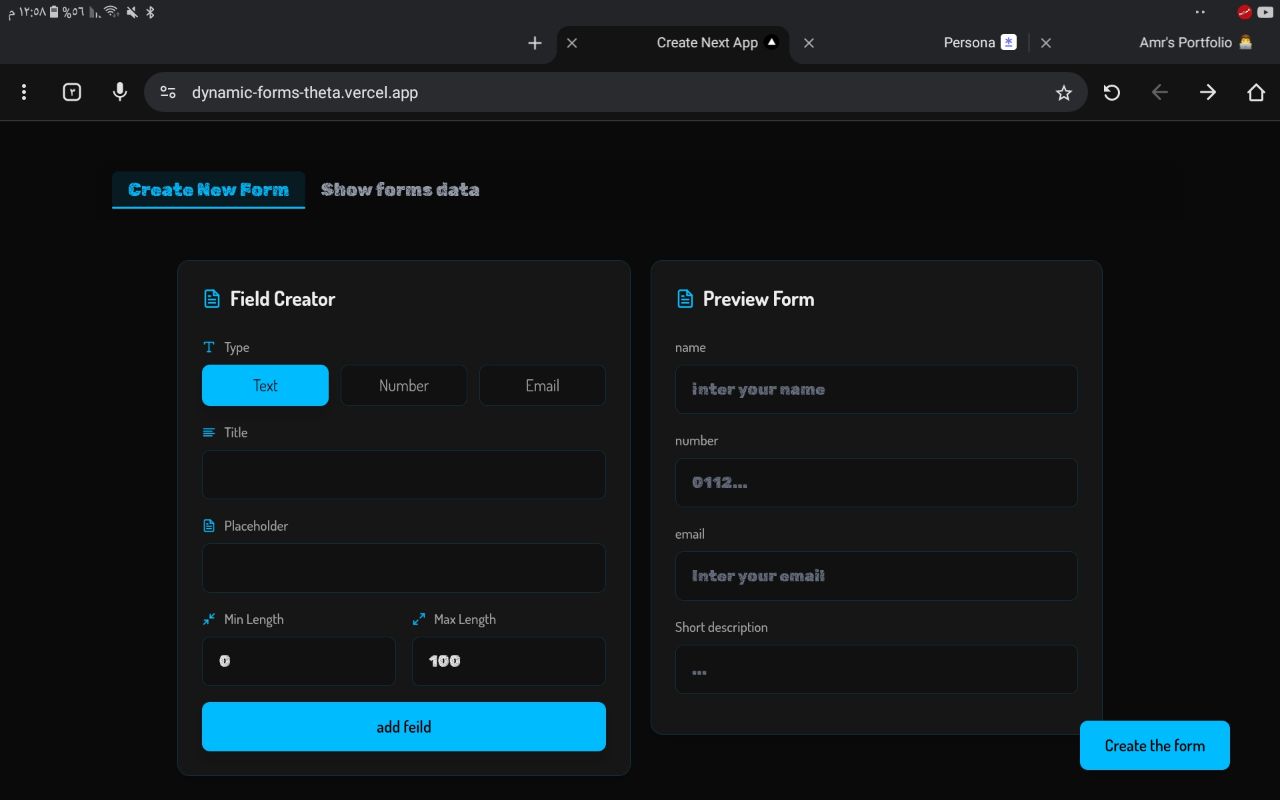 ١٢:٥٨ م %٥٦
Create Next App
Persona
Amr's Portfolio
٢
dynamic-forms-theta.vercel.app
Create New Form
Show forms data
Field Creator
Type
Text
Number
Email
Title
Placeholder
Min Length
Max Length
0
100
add feild
Preview Form
name
inter your name
number
0112...
email
Inter your email
Short description
...
Create the form